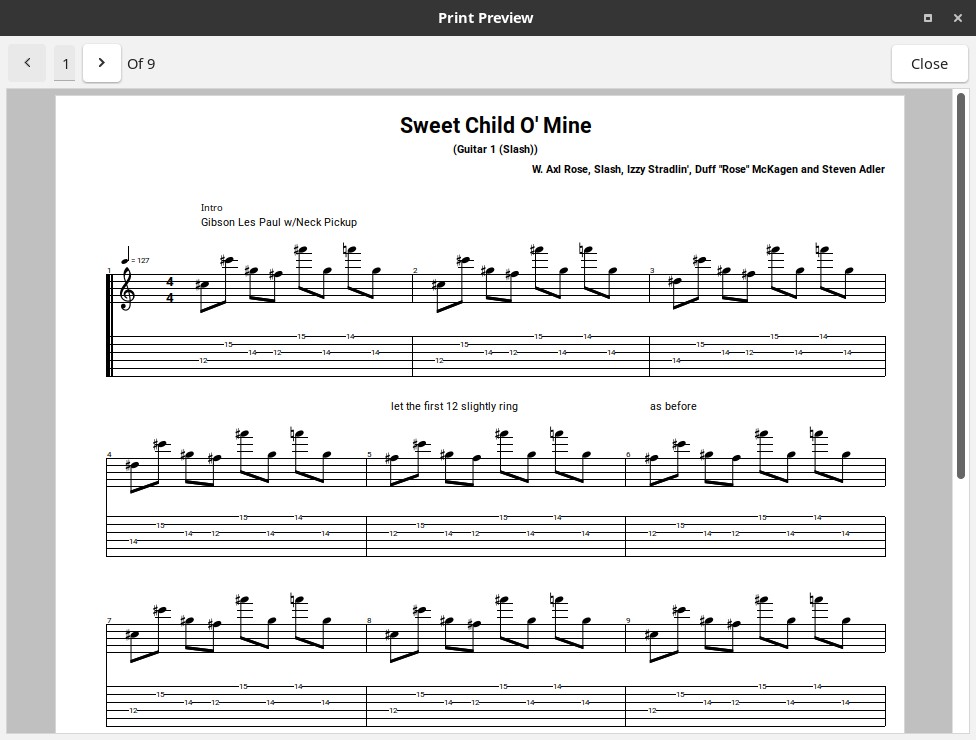 Print Preview
1 Of 9 Close
Sweet Child O' Mine
(Guitar 1 (Slash))
W. Axl Rose, Slash, Izzy Stradlin', Duff "Rose" McKagen and Steven Adler
Intro
Gibson Les Paul w/Neck Pickup
= 127
1 2 3
4
4
15 14 15 14 15 14
15 15 15
14 12 14 14 14 12 14 14 14 12 14 14
12 12 14
let the first 12 slightly ring as before
4 5 6
15 14 15 14 15 14
15 15 15
14 12 14 14 12 14 12 14 14 12 14 12 14 14
14
7 8 9
15 14 15 14 15 14
15 15 15
14 12 14 14 14 12 14 14 14 12 14 14
12 12 12